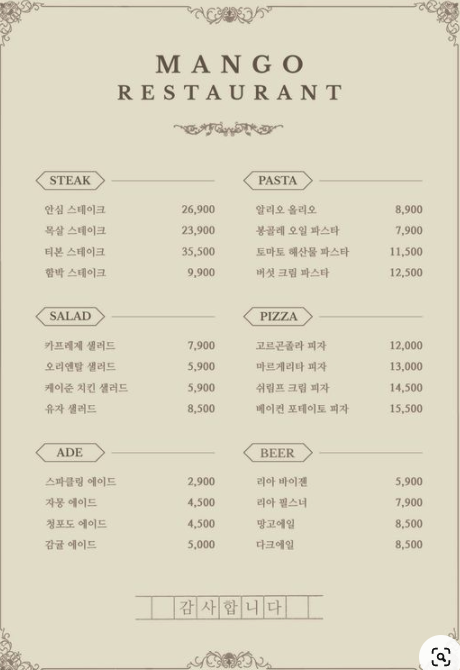 MANGO
RESTAURANT
STEAK
안심 스테이크 26,900
목살 스테이크 23,900
티본 스테이크 35,500
함박 스테이크 9,900
PASTA
알리오 올리오 8,900
봉골레 오일 파스타 7,900
토마토 해산물 파스타 11,500
버섯 크림 파스타 12,500
SALAD
카프레제 샐러드 7,900
오리엔탈 샐러드 5,900
케이준 치킨 샐러드 5,900
유자 샐러드 8,500
PIZZA
고르곤졸라 피자 12,000
마르게리타 피자 13,000
쉬림프 크림 피자 14,500
베이컨 포테이토 피자 15,500
ADE
스파클링 에이드 2,900
자몽 에이드 4,500
청포도 에이드 4,500
감귤 에이드 5,000
BEER
리아 바이젠 5,900
리아 필스너 7,900
망고에일 8,500
다크에일 8,500
감사합니다